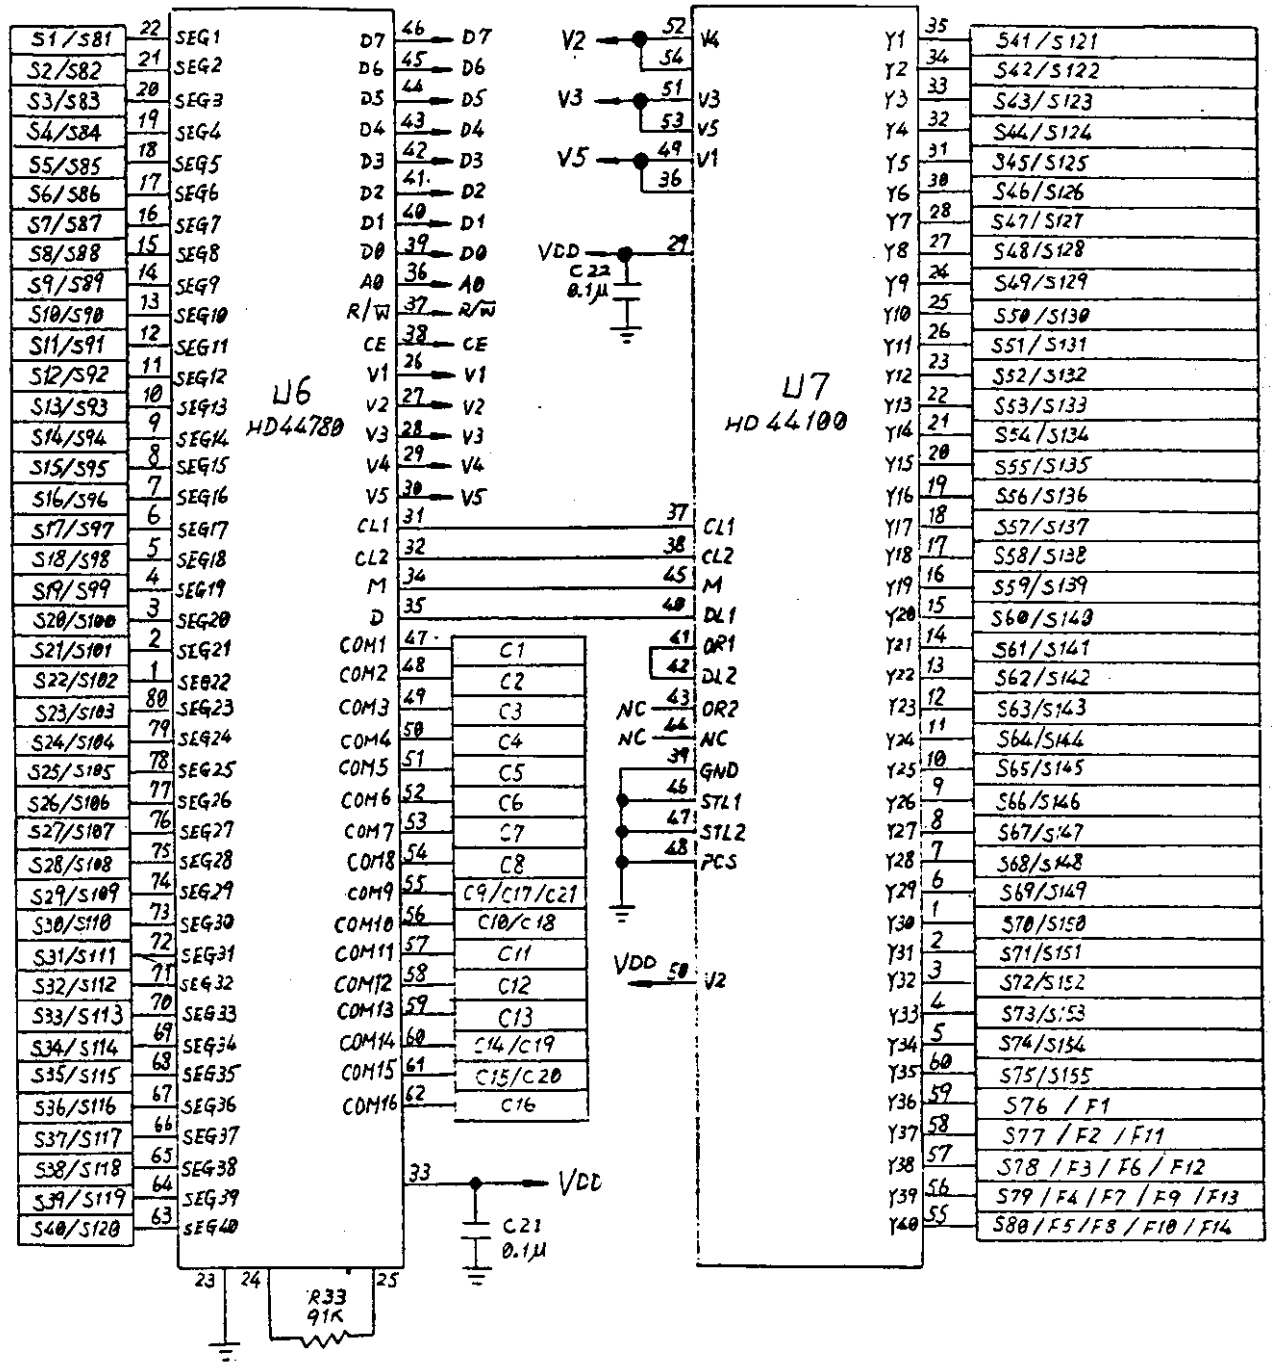 S1/S81 22 SEG1 D7 46 D7 V2 52 V4 Y1 35 S41/S121
S2/S82 21 SEG2 D6 45 D6 54 Y2 34 S42/S122
S3/S83 20 SEG3 D5 44 D5 V3 51 V3 Y3 33 S43/S123
S4/S84 19 SEG4 D4 43 D4 53 V5 Y4 32 S44/S124
S5/S85 18 SEG5 D3 42 D3 V5 49 V1 Y5 31 S45/S125
S6/S86 17 SEG6 D2 41 D2 36 Y6 30 S46/S126
S7/S87 16 SEG7 D1 40 D1 Y7 28 S47/S127
S8/S88 15 SEG8 D0 39 D0 VDD 29 Y8 27 S48/S128
S9/S89 14 SEG9 A0 36 A0 C22 0.1μ Y9 24 S49/S129
S10/S90 13 SEG10 R/W̅ 37 R/W̅ Y10 25 S50/S130
S11/S91 12 SEG11 CE 38 CE Y11 26 S51/S131
S12/S92 11 SEG12 V1 26 V1 Y12 23 S52/S132
U6 U7
S13/S93 10 SEG13 V2 27 V2 Y13 22 S53/S133
HD44780 HD44100
S14/S94 9 SEG14 V3 28 V3 Y14 21 S54/S134
S15/S95 8 SEG15 V4 29 V4 Y15 20 S55/S135
S16/S96 7 SEG16 V5 30 V5 Y16 19 S56/S136
S17/S97 6 SEG17 CL1 31 37 CL1 Y17 18 S57/S137
S18/S98 5 SEG18 CL2 32 38 CL2 Y18 17 S58/S138
S19/S99 4 SEG19 M 34 45 M Y19 16 S59/S139
S20/S100 3 SEG20 D 35 40 DL1 Y20 15 S60/S140
S21/S101 2 SEG21 COM1 47 C1 41 DR1 Y21 14 S61/S141
S22/S102 1 SEG22 COM2 48 C2 42 DL2 Y22 13 S62/S142
S23/S103 80 SEG23 COM3 49 C3 NC 43 DR2 Y23 12 S63/S143
S24/S104 79 SEG24 COM4 50 C4 NC 44 NC Y24 11 S64/S144
S25/S105 78 SEG25 COM5 51 C5 39 GND Y25 10 S65/S145
S26/S106 77 SEG26 COM6 52 C6 46 STL1 Y26 9 S66/S146
S27/S107 76 SEG27 COM7 53 C7 47 STL2 Y27 8 S67/S147
S28/S108 75 SEG28 COM8 54 C8 48 PCS Y28 7 S68/S148
S29/S109 74 SEG29 COM9 55 C9/C17/C21 Y29 6 S69/S149
S30/S110 73 SEG30 COM10 56 C10/C18 Y30 1 S70/S150
S31/S111 72 SEG31 COM11 57 C11 Y31 2 S71/S151
S32/S112 71 SEG32 COM12 58 C12 VDD 50 V2 Y32 3 S72/S152
S33/S113 70 SEG33 COM13 59 C13 Y33 4 S73/S153
S34/S114 69 SEG34 COM14 60 C14/C19 Y34 5 S74/S154
S35/S115 68 SEG35 COM15 61 C15/C20 Y35 60 S75/S155
S36/S116 67 SEG36 COM16 62 C16 Y36 59 S76 / F1
S37/S117 66 SEG37 Y37 58 S77 / F2 / F11
S38/S118 65 SEG38 33 VDD Y38 57 S78 / F3 / F6 / F12
S39/S119 64 SEG39 Y39 56 S79 / F4 / F7 / F9 / F13
S40/S120 63 SEG40 C21 Y40 55 S80 / F5 / F8 / F10 / F14
0.1μ
23 24 25
R33
91K